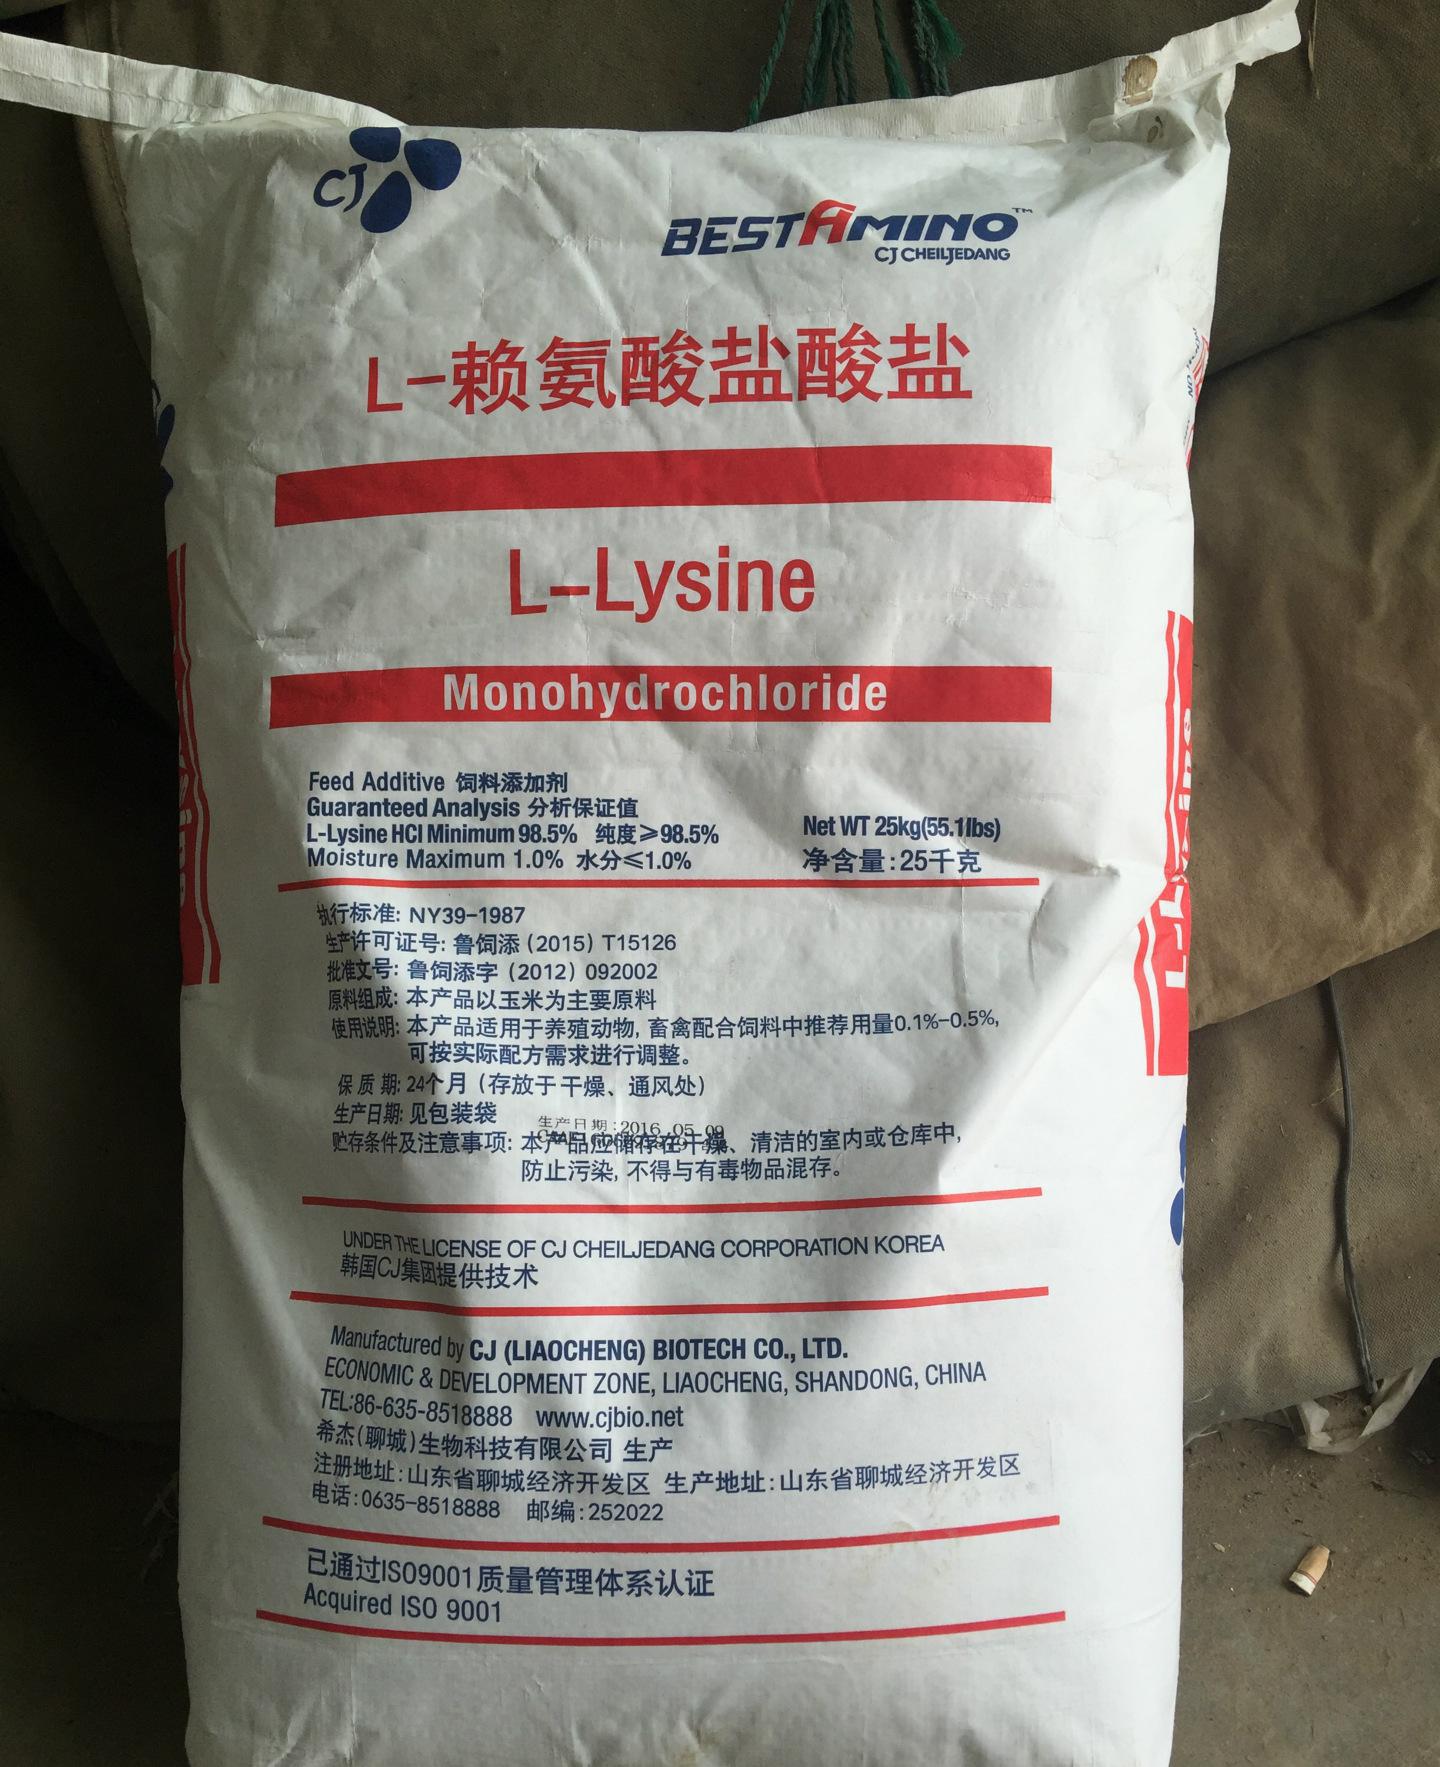 CJ
BESTAMINO™
CJ CHEILJEDANG
L-赖氨酸盐酸盐
L-Lysine
Monohydrochloride
Feed Additive 饲料添加剂
Guaranteed Analysis 分析保证值
L-Lysine HCl Minimum 98.5% 纯度≥98.5%
Moisture Maximum 1.0% 水分≤1.0%
Net WT 25kg(55.1lbs)
净含量:25千克
执行标准: NY39-1987
生产许可证号: 鲁饲添 (2015) T15126
批准文号: 鲁饲添字 (2012) 092002
原料组成: 本产品以玉米为主要原料
使用说明: 本产品适用于养殖动物, 畜禽配合饲料中推荐用量0.1%-0.5%,
可按实际配方需求进行调整。
保质期: 24个月 (存放于干燥、通风处)
生产日期: 见包装袋
生产日期: 2016 05 09
贮存条件及注意事项: 本产品应储存在干燥、清洁的室内或仓库中,
防止污染, 不得与有毒物品混存。
UNDER THE LICENSE OF CJ CHEILJEDANG CORPORATION KOREA
韩国CJ集团提供技术
Manufactured by CJ (LIAOCHENG) BIOTECH CO., LTD.
ECONOMIC & DEVELOPMENT ZONE, LIAOCHENG, SHANDONG, CHINA
TEL:86-635-8518888 www.cjbio.net
希杰(聊城)生物科技有限公司 生产
注册地址:山东省聊城经济开发区 生产地址:山东省聊城经济开发区
电话:0635-8518888 邮编:252022
已通过ISO9001质量管理体系认证
Acquired ISO 9001